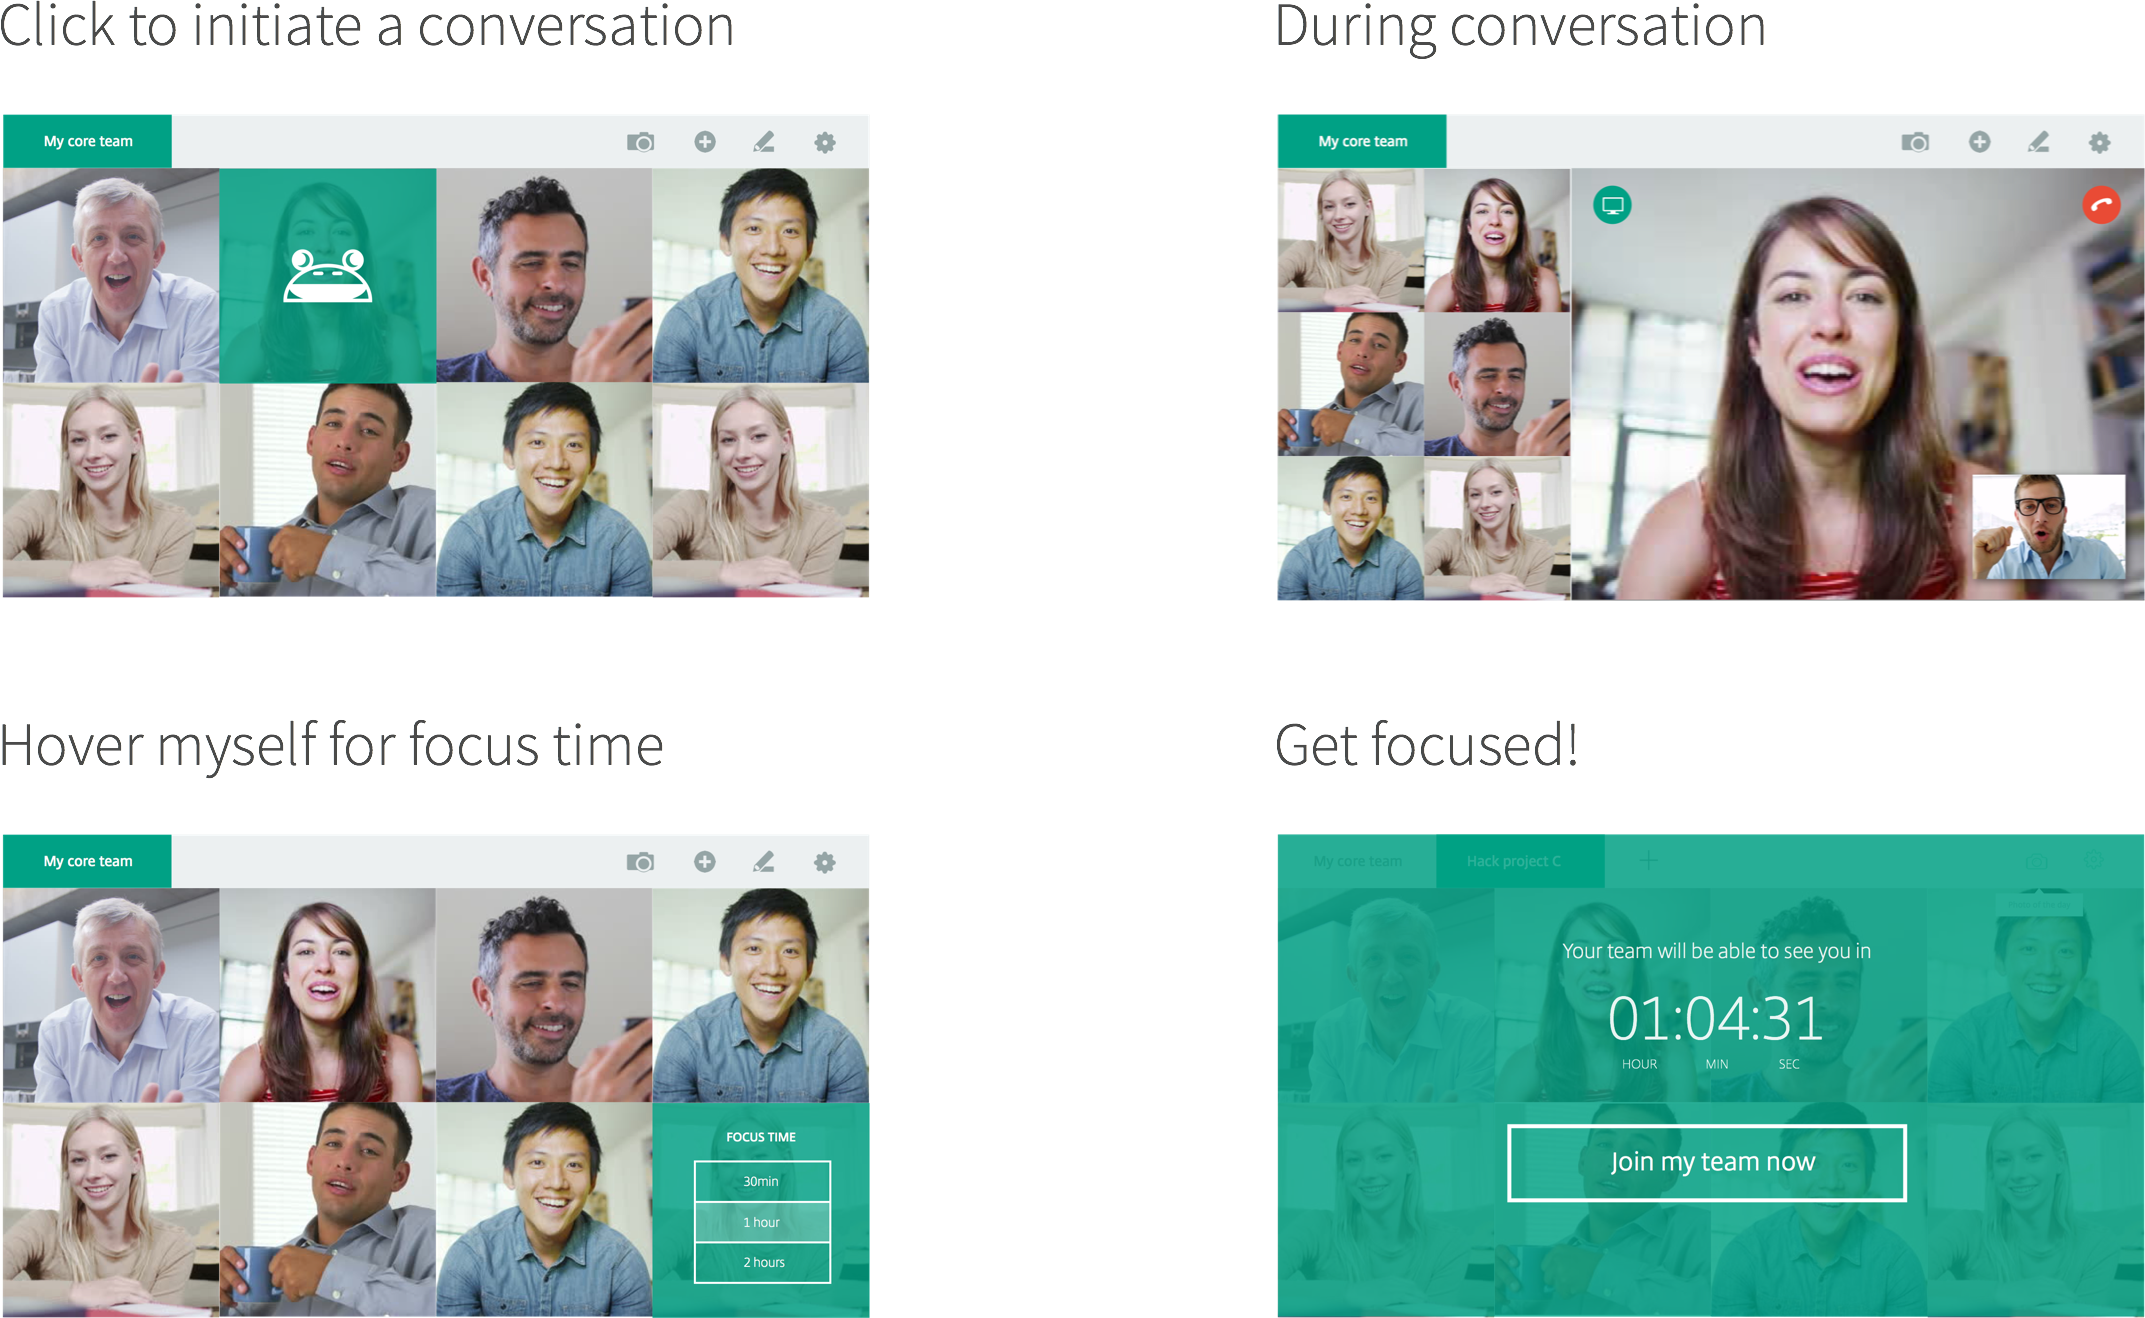 Click to initiate a conversation
During conversation
My core team
My core team
Hover myself for focus time
Get focused!
My core team
FOCUS TIME
30min
1 hour
2 hours
My core team
Hack project C
Your team will be able to see you in
01:04:31
HOUR MIN SEC
Join my team now